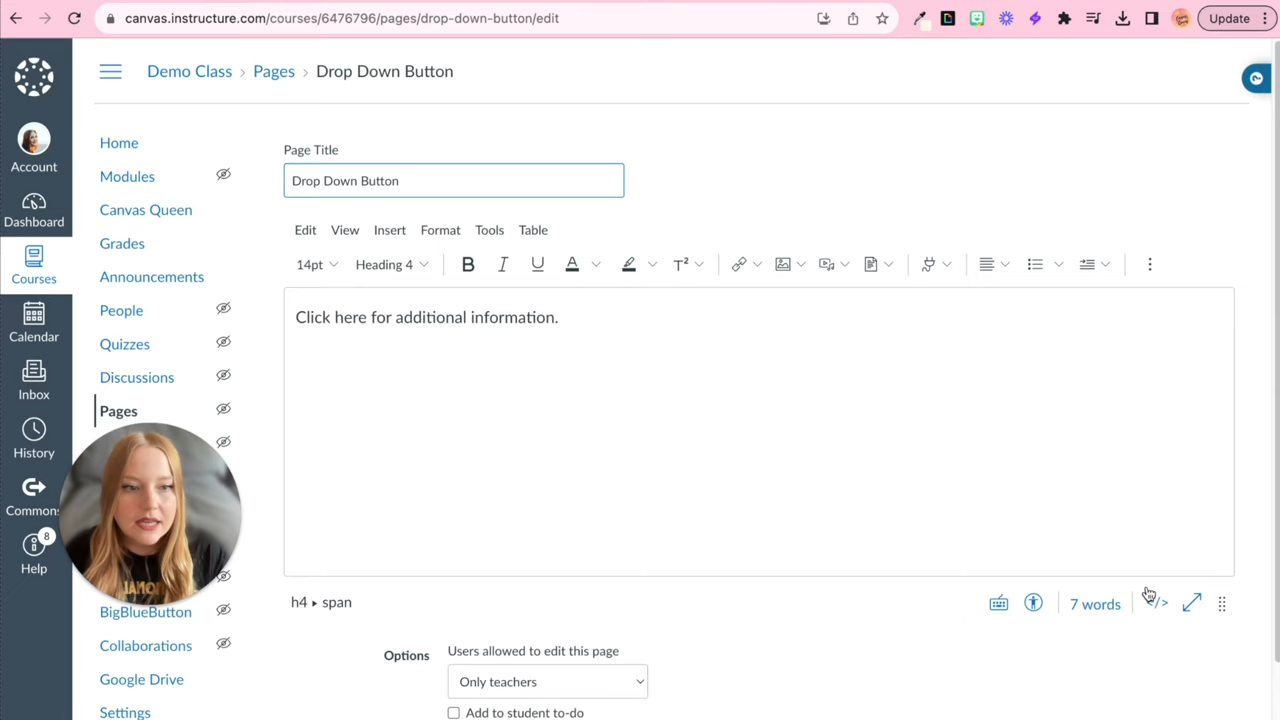 canvas.instructure.com/courses/6476796/pages/drop-down-button/edit
Update
Demo Class › Pages › Drop Down Button
Account
Dashboard
Courses
Calendar
Inbox
History
Commons
8
Help
Home
Modules
Canvas Queen
Grades
Announcements
People
Quizzes
Discussions
Pages
BigBlueButton
Collaborations
Google Drive
Settings
Page Title
Drop Down Button
Edit View Insert Format Tools Table
14pt Heading 4 B I U A T²
Click here for additional information.
h4 ▸ span
7 words </>
Options
Users allowed to edit this page
Only teachers
Add to student to-do